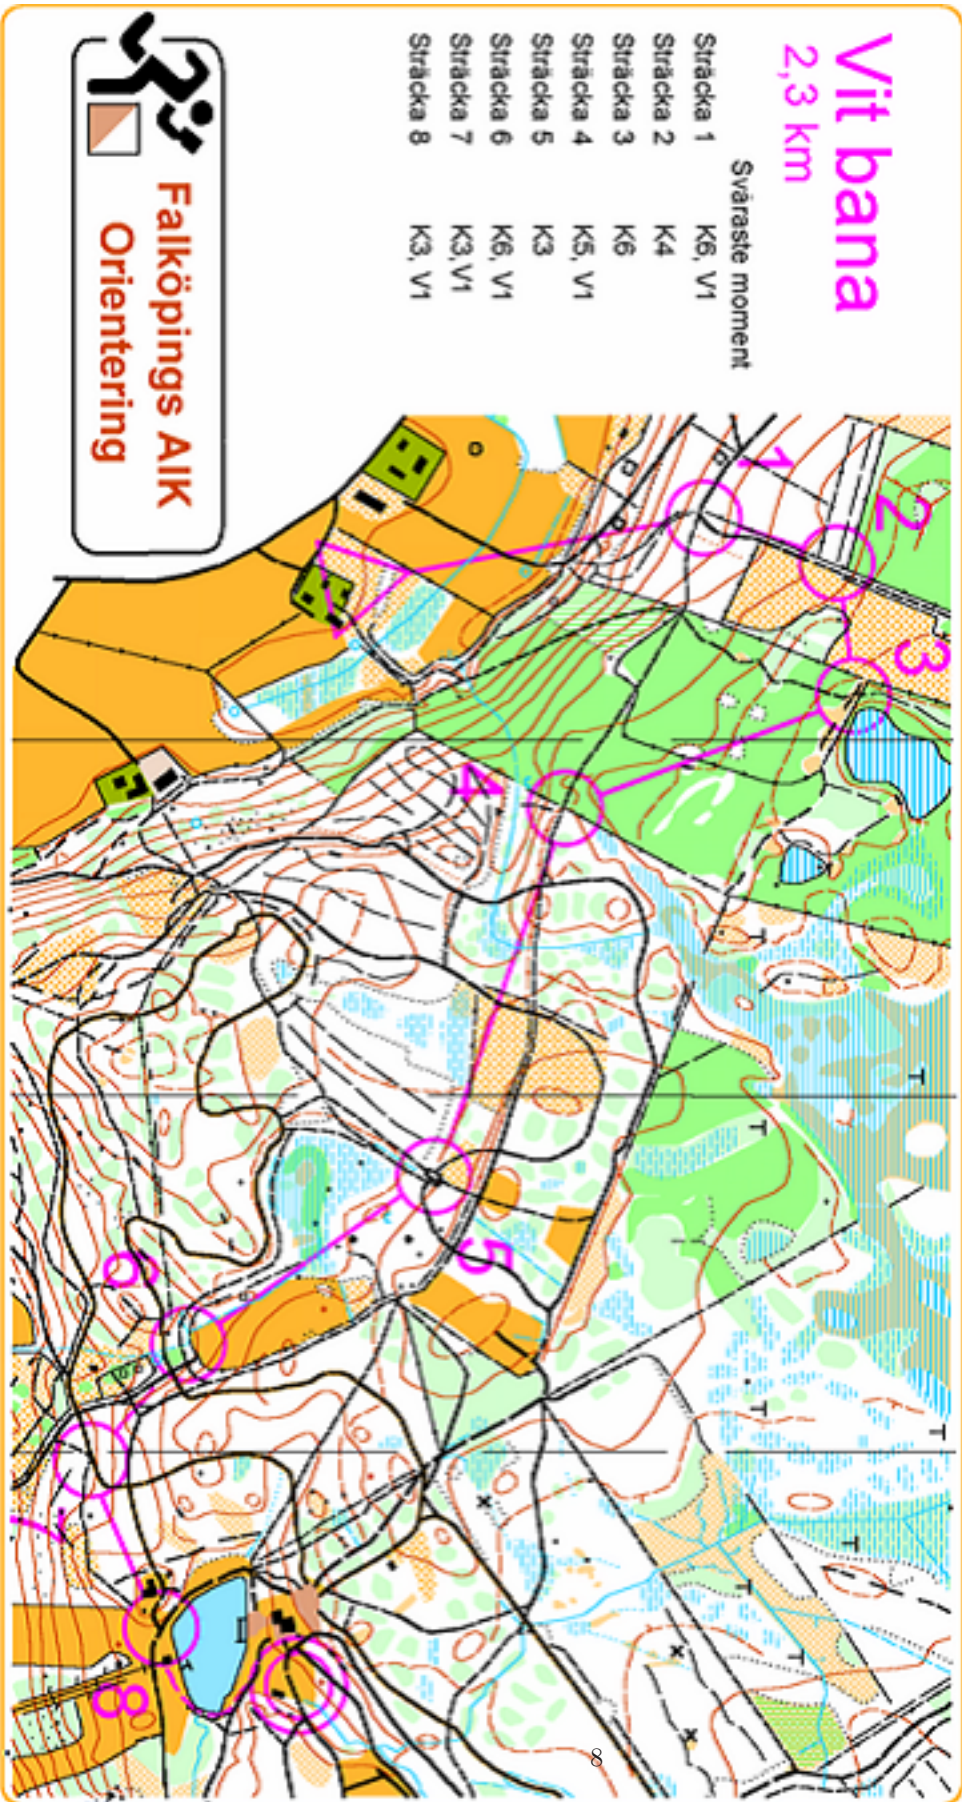 Vit bana
2,3 km
Svåraste moment
Sträcka 1 K6, V1
Sträcka 2 K4
Sträcka 3 K6
Sträcka 4 K5, V1
Sträcka 5 K3
Sträcka 6 K6, V1
Sträcka 7 K3,V1
Sträcka 8 K3, V1
Falköpings AIK
Orientering
1
2
3
4
5
6
7
8
8